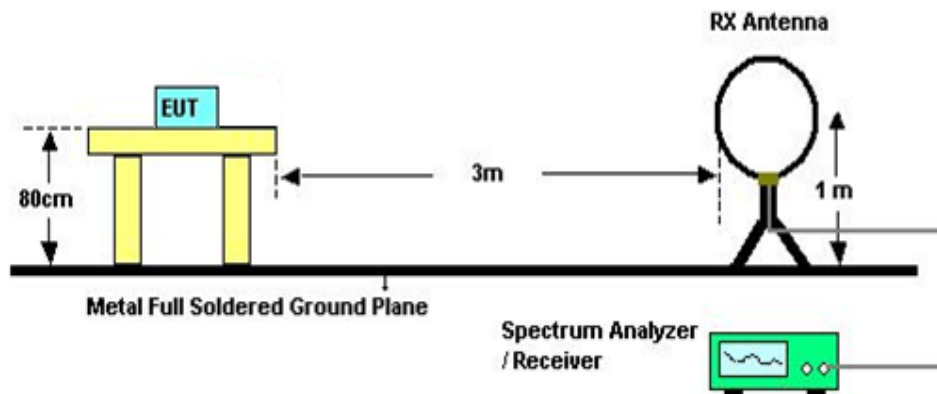 RX Antenna
EUT
3m
80cm
1 m
Metal Full Soldered Ground Plane
Spectrum Analyzer
/ Receiver